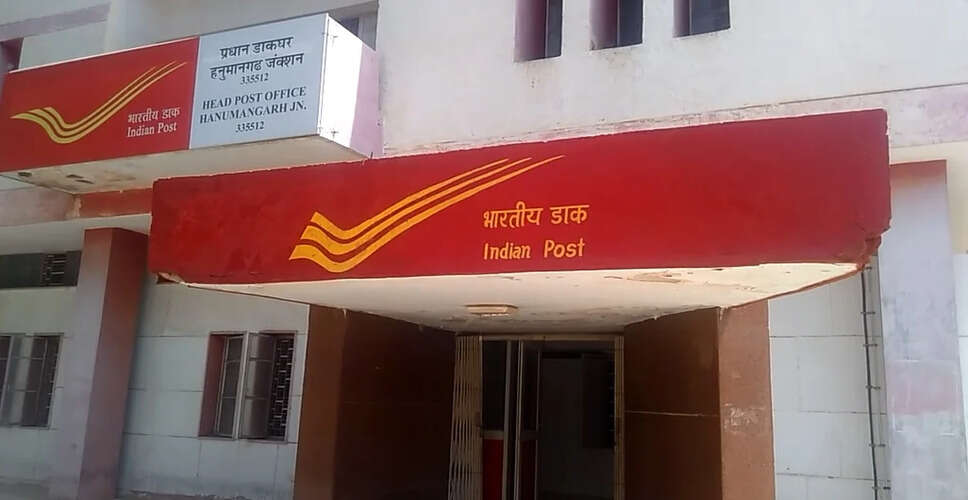 भारतीय डाक
Indian Post
प्रधान डाकघर
हनुमानगढ जंक्शन
335512
HEAD POST OFFICE
HANUMANGARH JN.
335512
भारतीय डाक
Indian Post